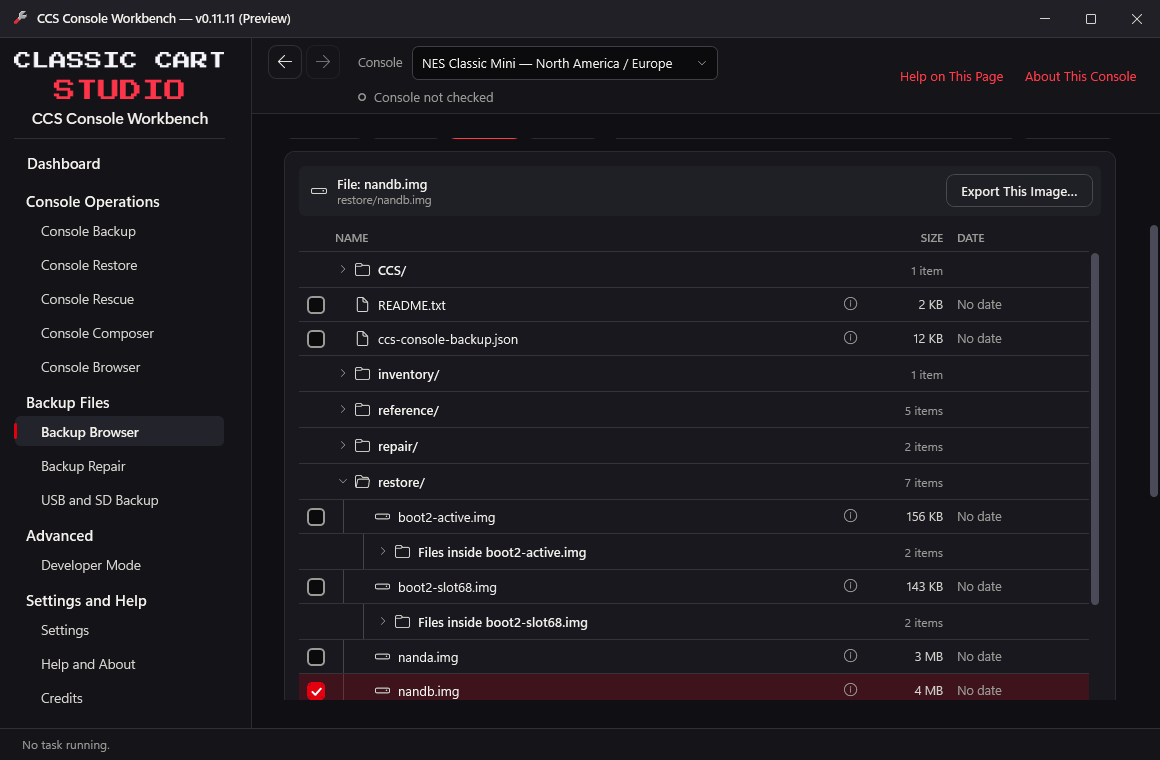 CCS Console Workbench — v0.11.11 (Preview)
CLASSIC CART
STUDIO
CCS Console Workbench
Dashboard
Console Operations
Console Backup
Console Restore
Console Rescue
Console Composer
Console Browser
Backup Files
Backup Browser
Backup Repair
USB and SD Backup
Advanced
Developer Mode
Settings and Help
Settings
Help and About
Credits
Console NES Classic Mini — North America / Europe
Console not checked
Help on This Page About This Console
File: nandb.img
restore/nandb.img
Export This Image...
NAME SIZE DATE
CCS/ 1 item
README.txt 2 KB No date
ccs-console-backup.json 12 KB No date
inventory/ 1 item
reference/ 5 items
repair/ 2 items
restore/ 7 items
boot2-active.img 156 KB No date
Files inside boot2-active.img 2 items
boot2-slot68.img 143 KB No date
Files inside boot2-slot68.img 2 items
nanda.img 3 MB No date
nandb.img 4 MB No date
No task running.